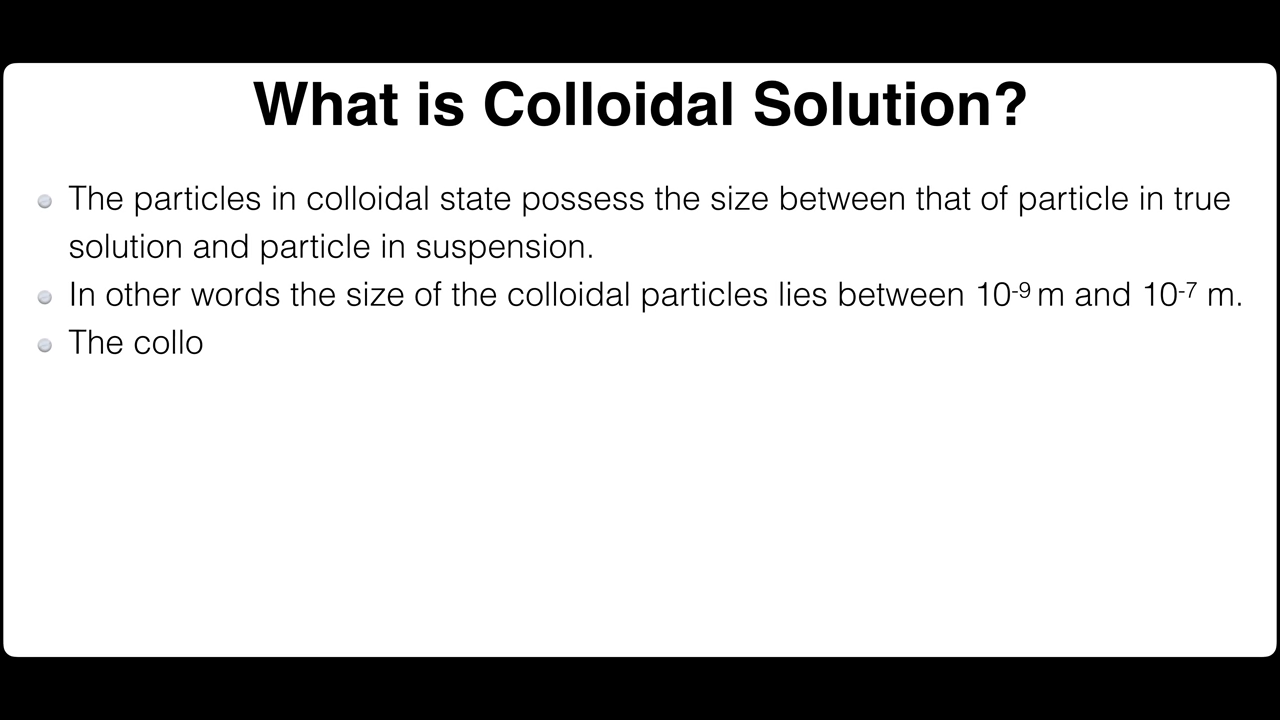 What is Colloidal Solution?
The particles in colloidal state possess the size between that of particle in true
solution and particle in suspension.
In other words the size of the colloidal particles lies between 10⁻⁹ m and 10⁻⁷ m.
The collo